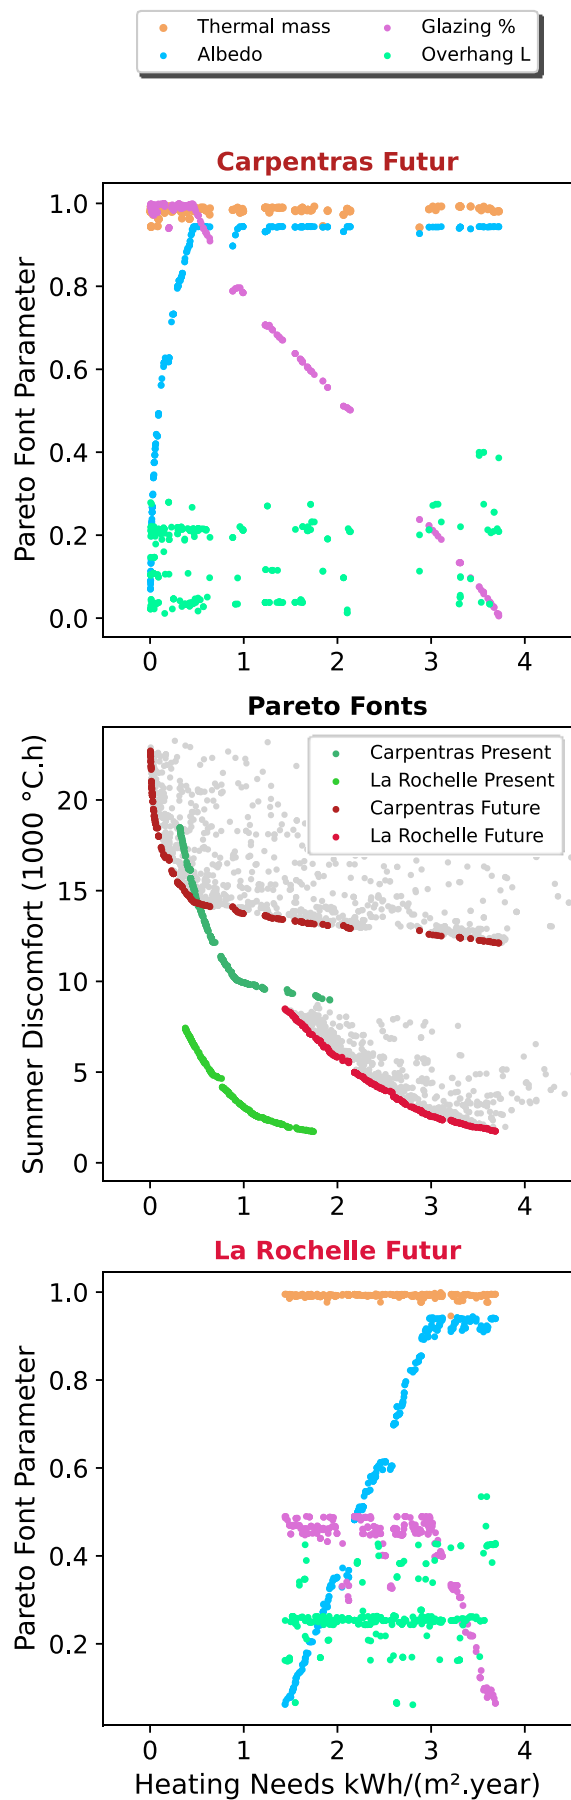 Thermal mass
Albedo
Glazing %
Overhang L
Carpentras Futur
Pareto Font Parameter
1.0
0.8
0.6
0.4
0.2
0.0
0 1 2 3 4
Pareto Fonts
Summer Discomfort (1000 °C.h)
Carpentras Present
La Rochelle Present
Carpentras Future
La Rochelle Future
20
15
10
5
0
0 1 2 3 4
La Rochelle Futur
Pareto Font Parameter
1.0
0.8
0.6
0.4
0.2
0 1 2 3 4
Heating Needs kWh/(m².year)